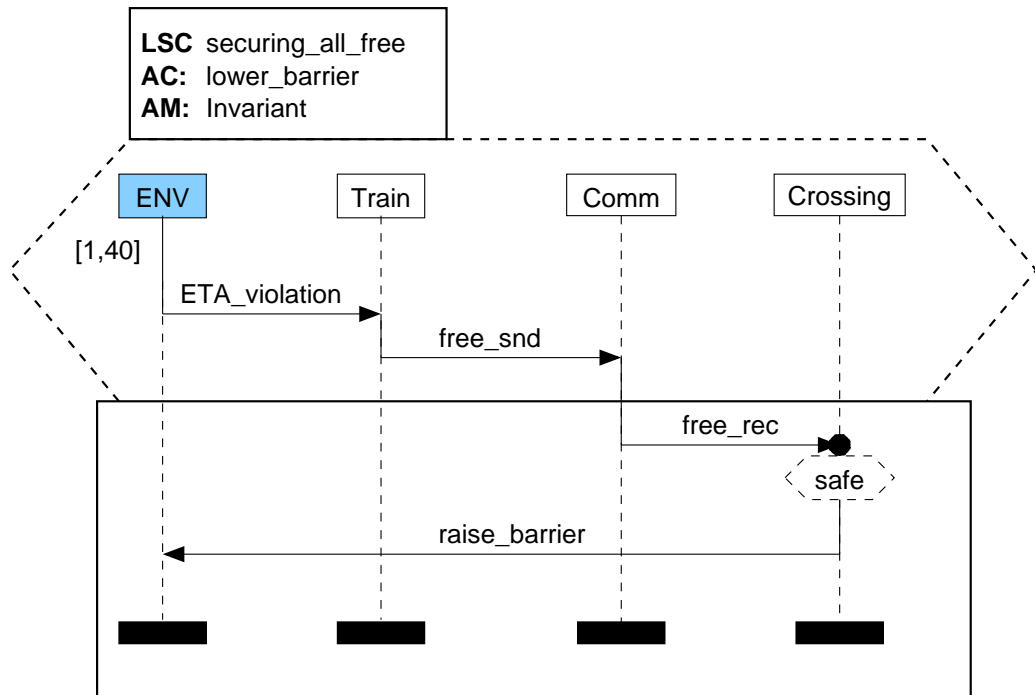 LSC securing_all_free
AC: lower_barrier
AM: Invariant
ENV
Train
Comm
Crossing
[1,40]
ETA_violation
free_snd
free_rec
safe
raise_barrier